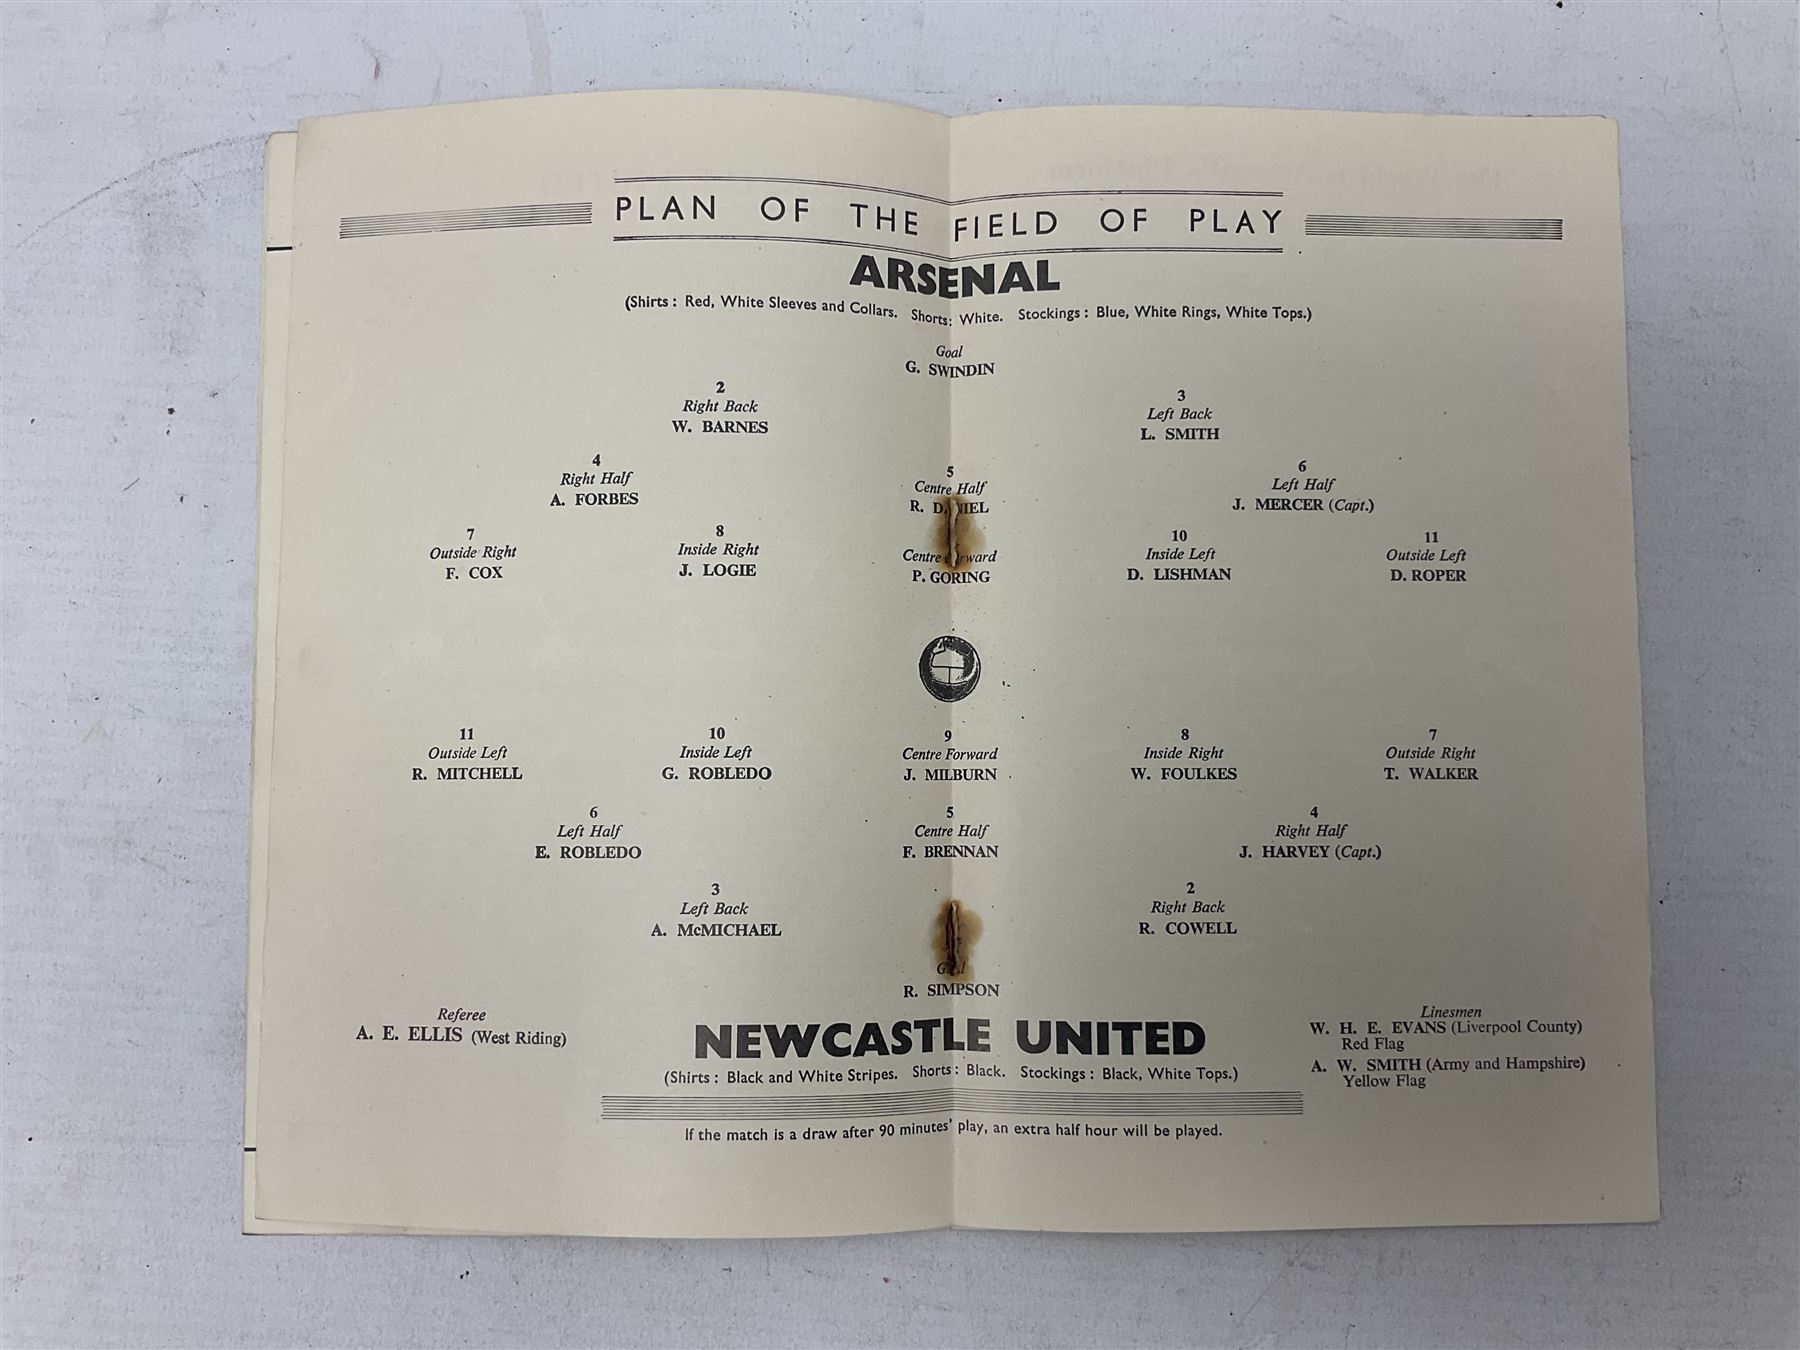 PLAN OF THE FIELD OF PLAY
ARSENAL
(Shirts: Red, White Sleeves and Collars. Shorts: White. Stockings: Blue, White Rings, White Tops.)
Goal
G. SWINDIN
2 3
Right Back Left Back
W. BARNES L. SMITH
4 5 6
Right Half Centre Half Left Half
A. FORBES R. DANIEL J. MERCER (Capt.)
7 8 10 11
Outside Right Inside Right Centre Forward Inside Left Outside Left
F. COX J. LOGIE P. GORING D. LISHMAN D. ROPER
11 10 9 8 7
Outside Left Inside Left Centre Forward Inside Right Outside Right
R. MITCHELL G. ROBLEDO J. MILBURN W. FOULKES T. WALKER
6 5 4
Left Half Centre Half Right Half
E. ROBLEDO F. BRENNAN J. HARVEY (Capt.)
3 2
Left Back Right Back
A. McMICHAEL R. COWELL
Goal
R. SIMPSON
Referee
A. E. ELLIS (West Riding)
NEWCASTLE UNITED
(Shirts: Black and White Stripes. Shorts: Black. Stockings: Black, White Tops.)
Linesmen
W. H. E. EVANS (Liverpool County)
Red Flag
A. W. SMITH (Army and Hampshire)
Yellow Flag
If the match is a draw after 90 minutes' play, an extra half hour will be played.